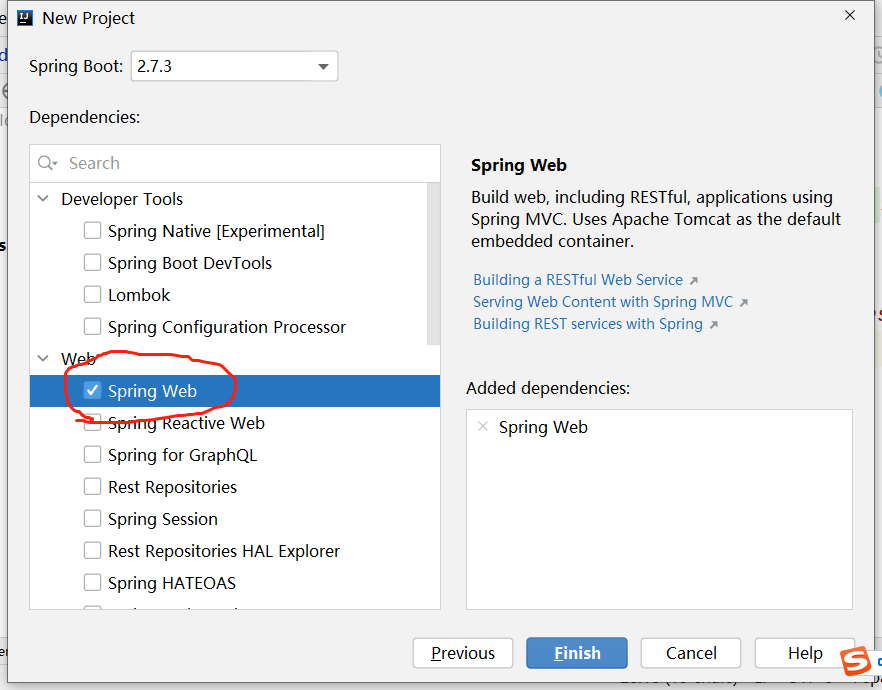 New Project
Spring Boot: 2.7.3
Dependencies:
Search
Developer Tools
Spring Native [Experimental]
Spring Boot DevTools
Lombok
Spring Configuration Processor
Web
Spring Web
Spring Reactive Web
Spring for GraphQL
Rest Repositories
Spring Session
Rest Repositories HAL Explorer
Spring HATEOAS
Spring Web
Build web, including RESTful, applications using
Spring MVC. Uses Apache Tomcat as the default
embedded container.
Building a RESTful Web Service
Serving Web Content with Spring MVC
Building REST services with Spring
Added dependencies:
Spring Web
Previous
Finish
Cancel
Help